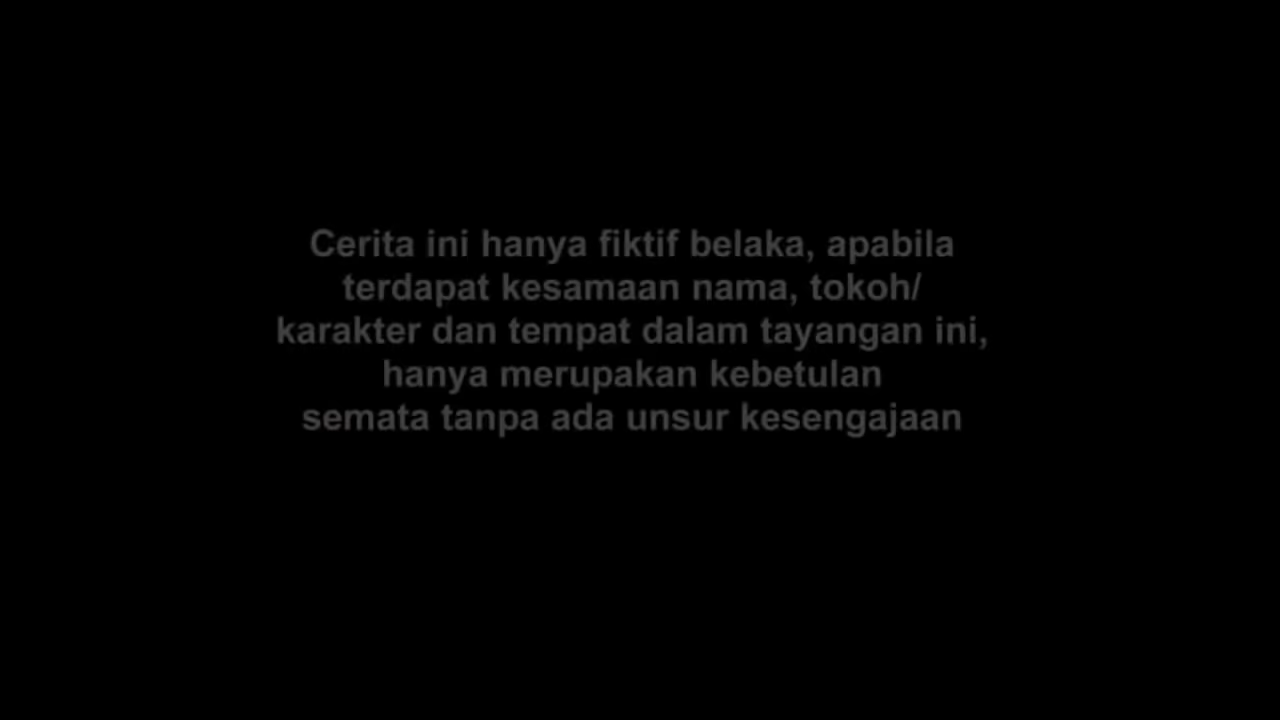 Cerita ini hanya fiktif belaka, apabila
terdapat kesamaan nama, tokoh/
karakter dan tempat dalam tayangan ini,
hanya merupakan kebetulan
semata tanpa ada unsur kesengajaan